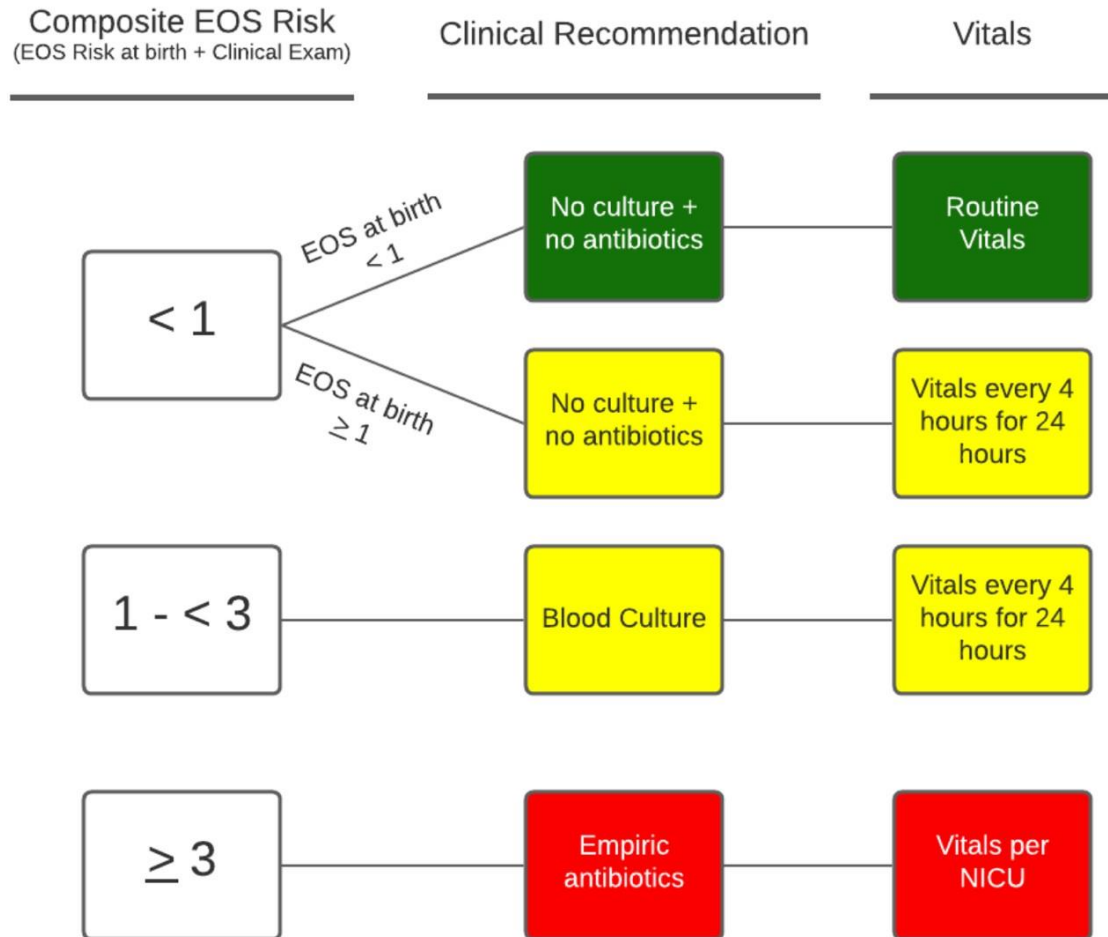 Composite EOS Risk
(EOS Risk at birth + Clinical Exam)
Clinical Recommendation
Vitals
< 1
EOS at birth
< 1
No culture +
no antibiotics
Routine
Vitals
EOS at birth
≥ 1
No culture +
no antibiotics
Vitals every 4
hours for 24
hours
1 - < 3
Blood Culture
Vitals every 4
hours for 24
hours
≥ 3
Empiric
antibiotics
Vitals per
NICU